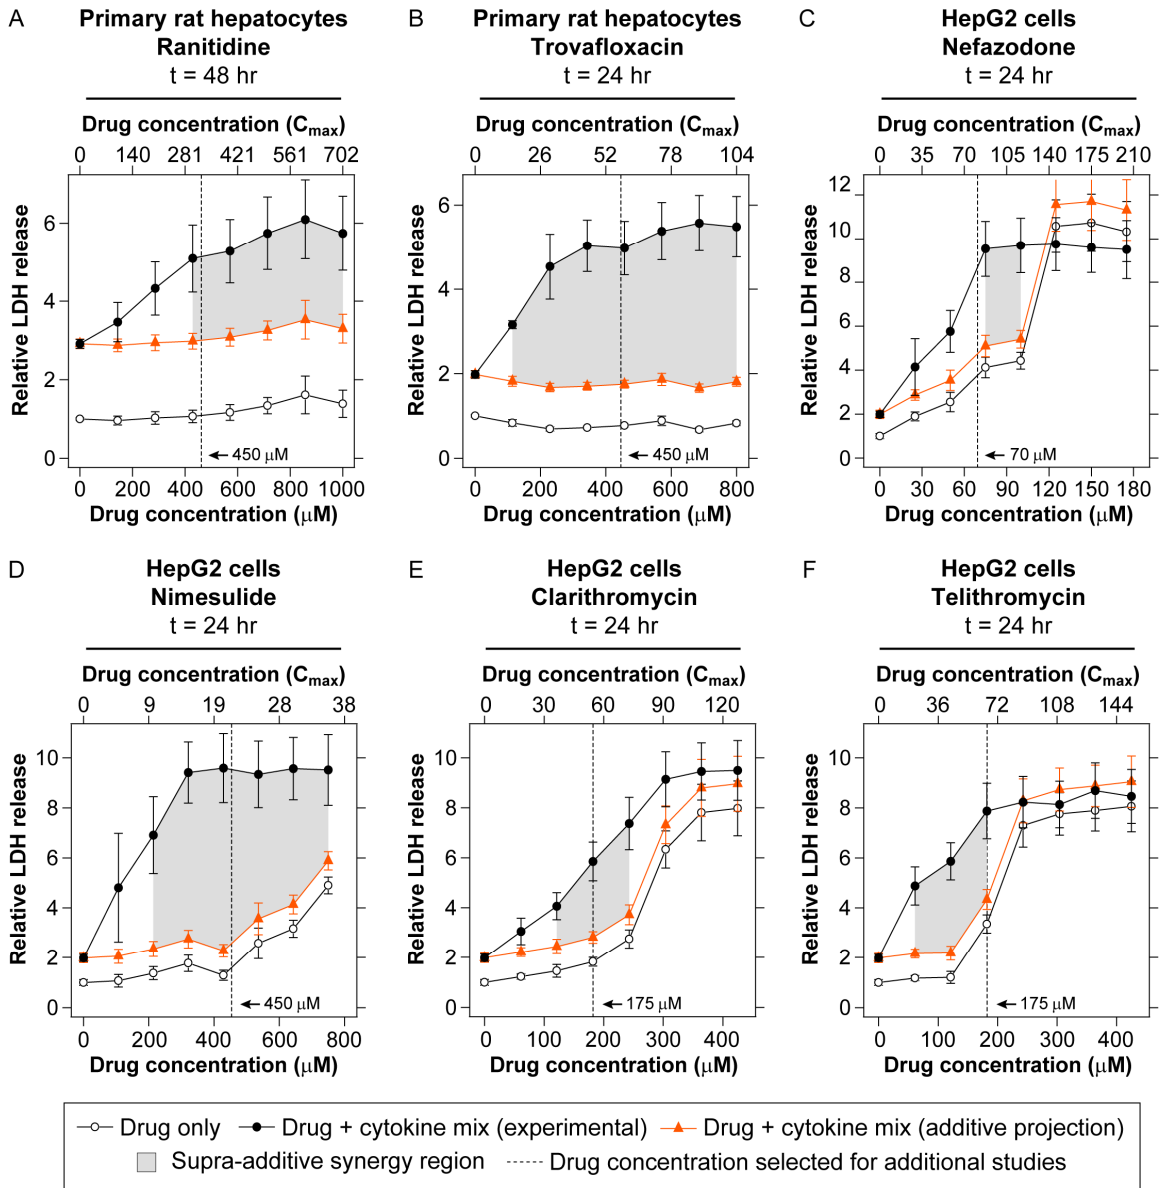 A
Primary rat hepatocytes
Ranitidine
t = 48 hr
Drug concentration (Cmax)
0 140 281 421 561 702
Relative LDH release
6
4
2
0
450 μM
0 200 400 600 800 1000
Drug concentration (μM)
B
Primary rat hepatocytes
Trovafloxacin
t = 24 hr
Drug concentration (Cmax)
0 26 52 78 104
Relative LDH release
6
4
2
0
450 μM
0 200 400 600 800
Drug concentration (μM)
C
HepG2 cells
Nefazodone
t = 24 hr
Drug concentration (Cmax)
0 35 70 105 140 175 210
Relative LDH release
12
10
8
6
4
2
0
70 μM
0 30 60 90 120 150 180
Drug concentration (μM)
D
HepG2 cells
Nimesulide
t = 24 hr
Drug concentration (Cmax)
0 9 19 28 38
Relative LDH release
10
8
6
4
2
0
450 μM
0 200 400 600 800
Drug concentration (μM)
E
HepG2 cells
Clarithromycin
t = 24 hr
Drug concentration (Cmax)
0 30 60 90 120
Relative LDH release
10
8
6
4
2
0
175 μM
0 100 200 300 400
Drug concentration (μM)
F
HepG2 cells
Telithromycin
t = 24 hr
Drug concentration (Cmax)
0 36 72 108 144
Relative LDH release
10
8
6
4
2
0
175 μM
0 100 200 300 400
Drug concentration (μM)
Drug only Drug + cytokine mix (experimental) Drug + cytokine mix (additive projection)
Supra-additive synergy region Drug concentration selected for additional studies